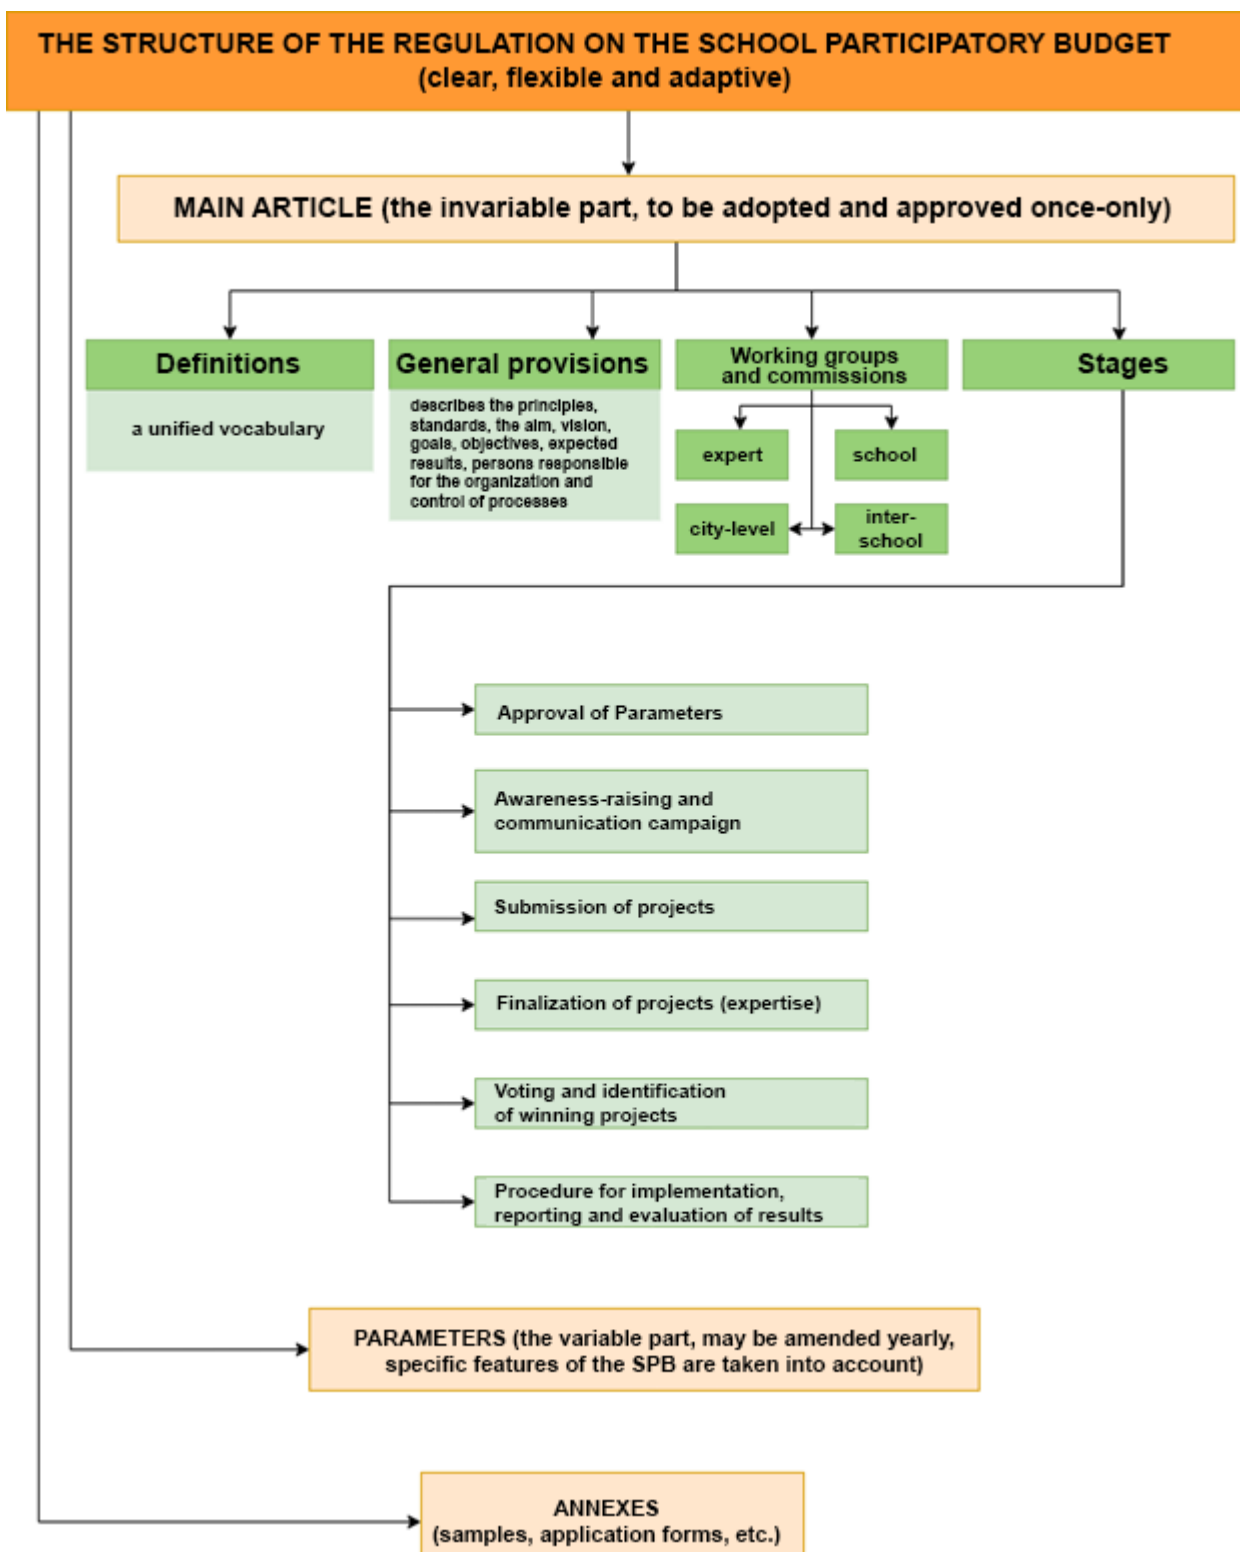 THE STRUCTURE OF THE REGULATION ON THE SCHOOL PARTICIPATORY BUDGET
(clear, flexible and adaptive)
MAIN ARTICLE (the invariable part, to be adopted and approved once-only)
Definitions
a unified vocabulary
General provisions
describes the principles,
standards, the aim, vision,
goals, objectives, expected
results, persons responsible
for the organization and
control of processes
Working groups
and commissions
expert
school
city-level
inter-
school
Stages
Approval of Parameters
Awareness-raising and
communication campaign
Submission of projects
Finalization of projects (expertise)
Voting and identification
of winning projects
Procedure for implementation,
reporting and evaluation of results
PARAMETERS (the variable part, may be amended yearly,
specific features of the SPB are taken into account)
ANNEXES
(samples, application forms, etc.)